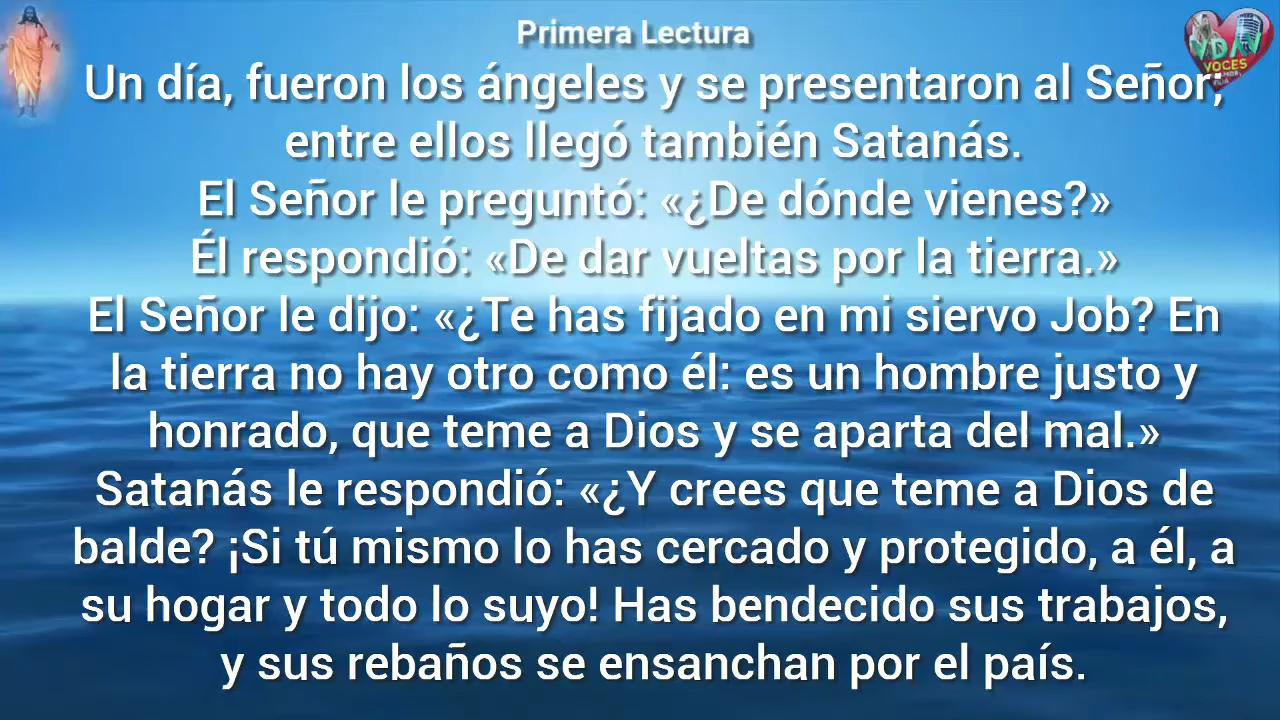 Primera Lectura
VDAV
VOCES
Un día, fueron los ángeles y se presentaron al Señor;
entre ellos llegó también Satanás.
El Señor le preguntó: «¿De dónde vienes?»
Él respondió: «De dar vueltas por la tierra.»
El Señor le dijo: «¿Te has fijado en mi siervo Job? En
la tierra no hay otro como él: es un hombre justo y
honrado, que teme a Dios y se aparta del mal.»
Satanás le respondió: «¿Y crees que teme a Dios de
balde? ¡Si tú mismo lo has cercado y protegido, a él, a
su hogar y todo lo suyo! Has bendecido sus trabajos,
y sus rebaños se ensanchan por el país.